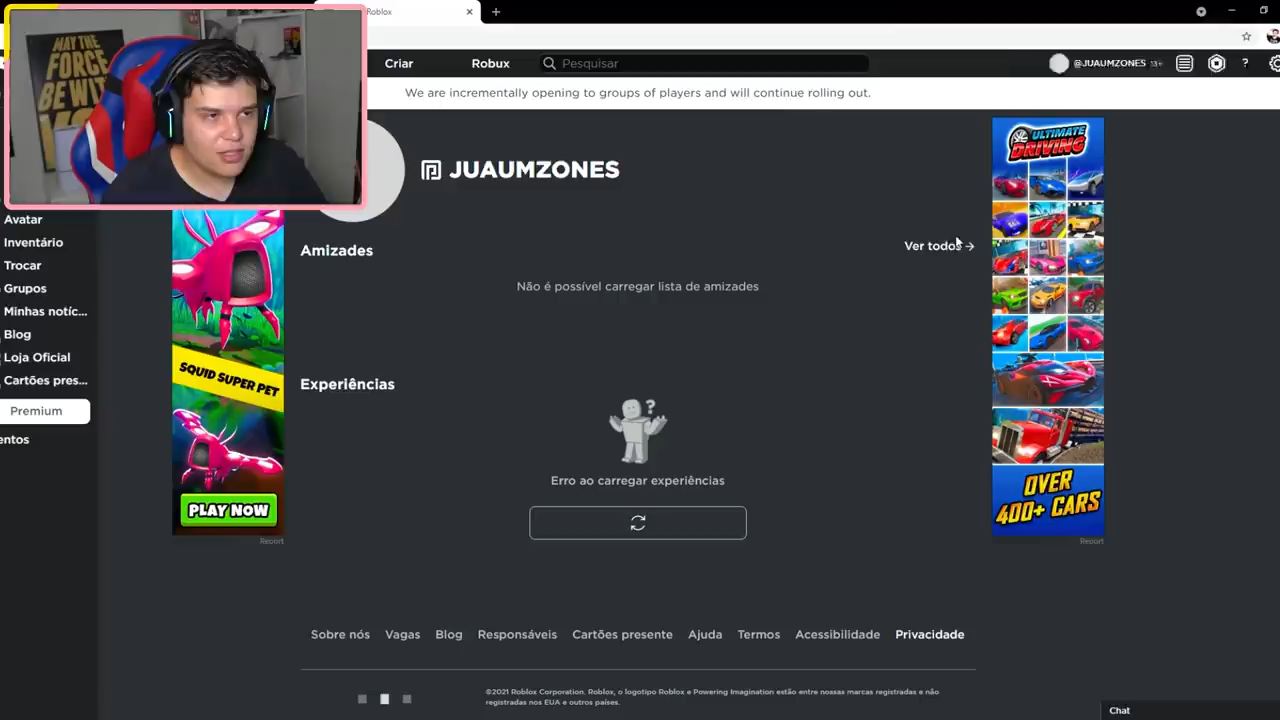 Roblox
MAY THE
FORCE
BE WI
Criar
Robux
Pesquisar
@JUAUMZONES 13+
?
We are incrementally opening to groups of players and will continue rolling out.
JUAUMZONES
Avatar
Inventário
Trocar
Grupos
Minhas notíc...
Blog
Loja Oficial
Cartões pres...
Premium
entos
Amizades
Ver todos
Não é possível carregar lista de amizades
Experiências
Erro ao carregar experiências
SQUID SUPER PET
PLAY NOW
Report
ULTIMATE
DRIVING
OVER
400+ CARS
Report
Sobre nós
Vagas
Blog
Responsáveis
Cartões presente
Ajuda
Termos
Acessibilidade
Privacidade
©2021 Roblox Corporation. Roblox, o logotipo Roblox e Powering Imagination estão entre nossas marcas registradas e não
registradas nos EUA e outros países.
Chat